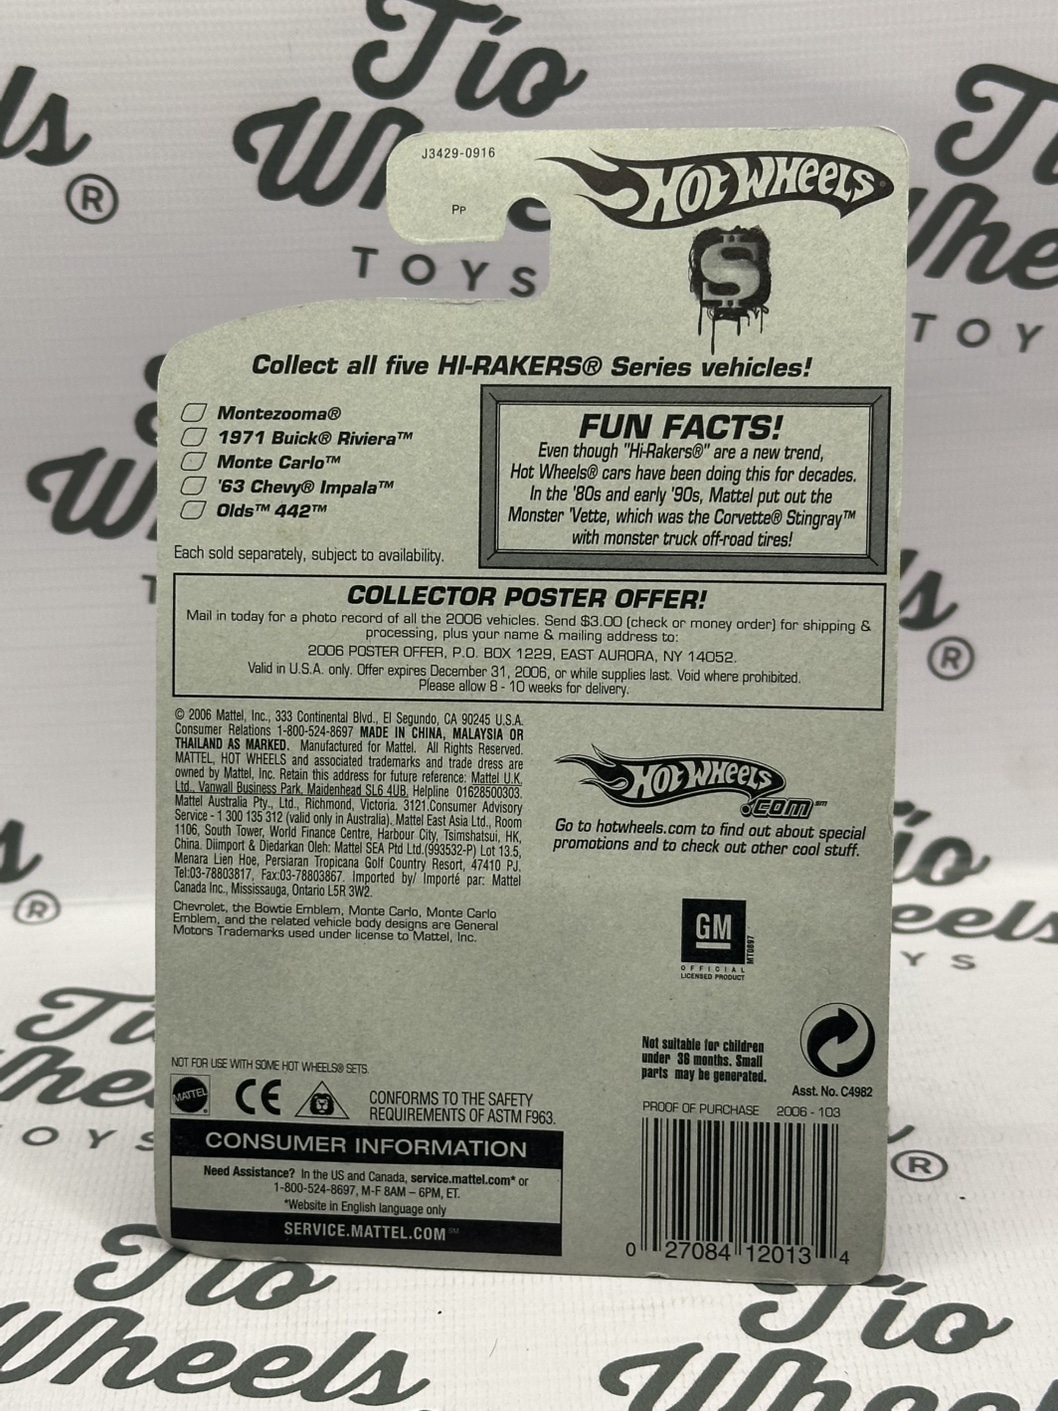 Tío
Wheels
®
TOYS
J3429-0916
Pp
HOT WHEELS
Collect all five HI-RAKERS® Series vehicles!
Montezooma®
1971 Buick® Riviera™
Monte Carlo™
'63 Chevy® Impala™
Olds™ 442™
Each sold separately, subject to availability.
FUN FACTS!
Even though "Hi-Rakers®" are a new trend,
Hot Wheels® cars have been doing this for decades.
In the '80s and early '90s, Mattel put out the
Monster 'Vette, which was the Corvette® Stingray™
with monster truck off-road tires!
COLLECTOR POSTER OFFER!
Mail in today for a photo record of all the 2006 vehicles. Send $3.00 (check or money order) for shipping &
processing, plus your name & mailing address to:
2006 POSTER OFFER, P.O. BOX 1229, EAST AURORA, NY 14052.
Valid in U.S.A. only. Offer expires December 31, 2006, or while supplies last. Void where prohibited.
Please allow 8 - 10 weeks for delivery.
© 2006 Mattel, Inc., 333 Continental Blvd., El Segundo, CA 90245 U.S.A.
Consumer Relations 1-800-524-8697 MADE IN CHINA, MALAYSIA OR
THAILAND AS MARKED. Manufactured for Mattel. All Rights Reserved.
MATTEL, HOT WHEELS and associated trademarks and trade dress are
owned by Mattel, Inc. Retain this address for future reference: Mattel U.K.
Ltd., Vanwall Business Park, Maidenhead SL6 4UB. Helpline 01628500303.
Mattel Australia Pty., Ltd., Richmond, Victoria. 3121.Consumer Advisory
Service - 1 300 135 312 (valid only in Australia). Mattel East Asia Ltd., Room
1106, South Tower, World Finance Centre, Harbour City, Tsimshatsui, HK,
China. Diimport & Diedarkan Oleh: Mattel SEA Ptd Ltd.(993532-P) Lot 13.5,
Menara Lien Hoe, Persiaran Tropicana Golf Country Resort, 47410 PJ.
Tel:03-78803817, Fax:03-78803867. Imported by/ Importé par: Mattel
Canada Inc., Mississauga, Ontario L5R 3W2.
Chevrolet, the Bowtie Emblem, Monte Carlo, Monte Carlo
Emblem, and the related vehicle body designs are General
Motors Trademarks used under license to Mattel, Inc.
HOT WHEELS
.COM℠
Go to hotwheels.com to find out about special
promotions and to check out other cool stuff.
GM
MT0897
OFFICIAL
LICENSED PRODUCT
Not suitable for children
under 36 months. Small
parts may be generated.
Asst. No. C4982
PROOF OF PURCHASE 2006 - 103
0 27084 12013 4
NOT FOR USE WITH SOME HOT WHEELS® SETS.
MATTEL
CE
CONFORMS TO THE SAFETY
REQUIREMENTS OF ASTM F963.
CONSUMER INFORMATION
Need Assistance? In the US and Canada, service.mattel.com* or
1-800-524-8697, M-F 8AM – 6PM, ET.
*Website in English language only
SERVICE.MATTEL.COM℠
Tío
Wheels